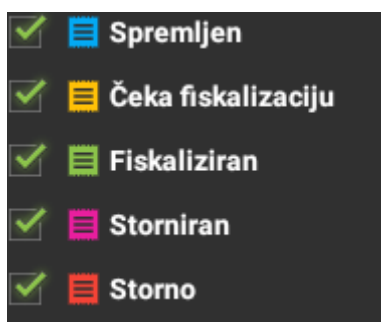 Spremljen
Čeka fiskalizaciju
Fiskaliziran
Storniran
Storno